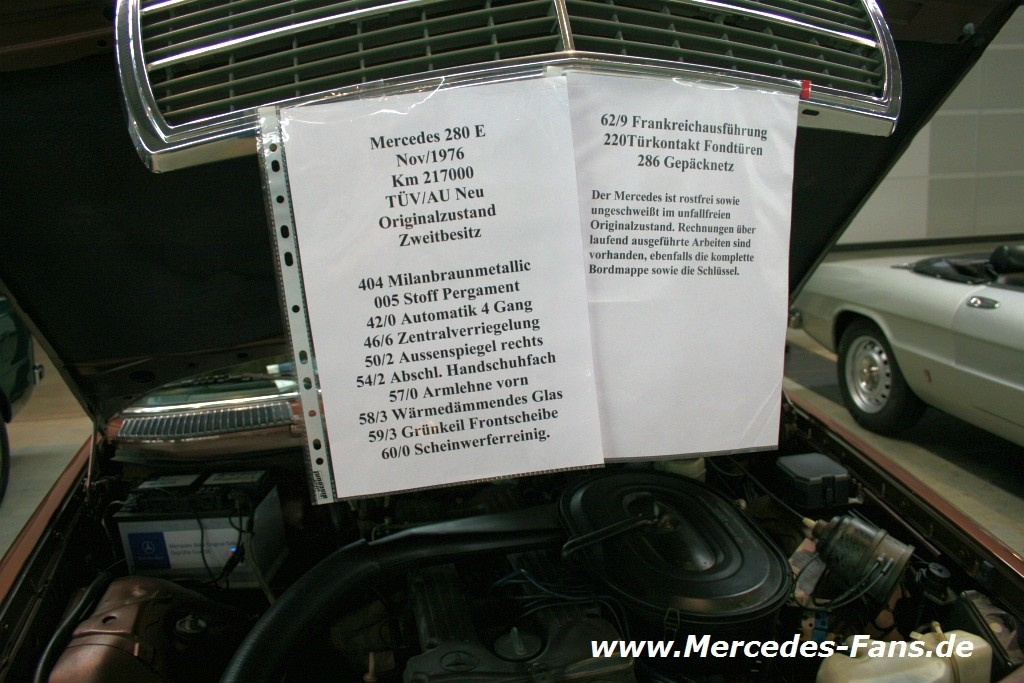 Mercedes 280 E
Nov/1976
Km 217000
TÜV/AU Neu
Originalzustand
Zweitbesitz
404 Milanbraunmetallic
005 Stoff Pergament
42/0 Automatik 4 Gang
46/6 Zentralverriegelung
50/2 Aussenspiegel rechts
54/2 Abschl. Handschuhfach
57/0 Armlehne vorn
58/3 Wärmedämmendes Glas
59/3 Grünkeil Frontscheibe
60/0 Scheinwerferreinig.
62/9 Frankreichausführung
220Türkontakt Fondtüren
286 Gepäcknetz
Der Mercedes ist rostfrei sowie
ungeschweißt im unfallfreien
Originalzustand. Rechnungen über
laufend ausgeführte Arbeiten sind
vorhanden, ebenfalls die komplette
Bordmappe sowie die Schlüssel.
www.Mercedes-Fans.de